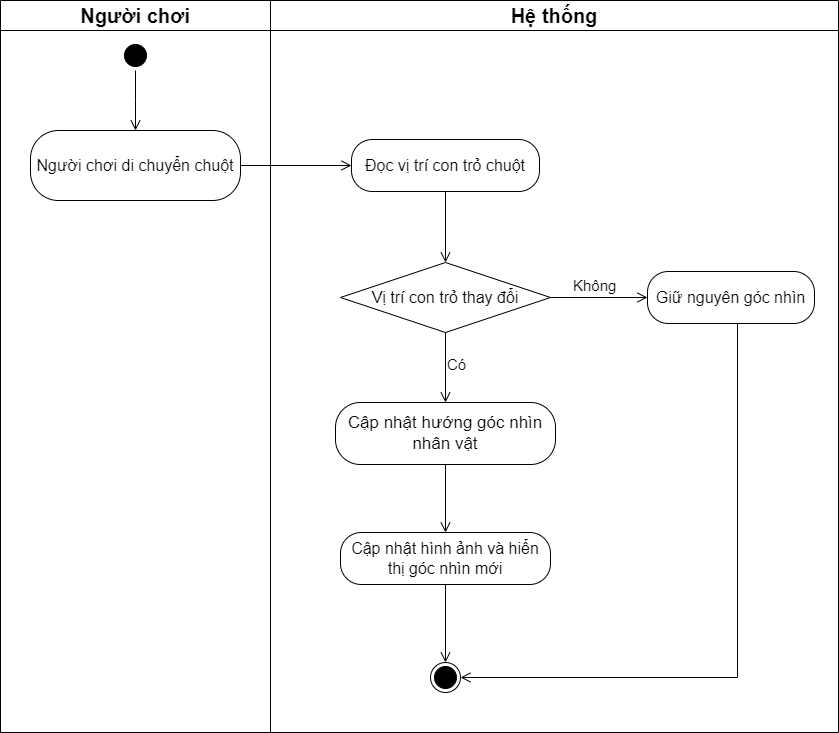 Người chơi
Hệ thống
Người chơi di chuyển chuột
Đọc vị trí con trỏ chuột
Vị trí con trỏ thay đổi
Không
Giữ nguyên góc nhìn
Có
Cập nhật hướng góc nhìn
nhân vật
Cập nhật hình ảnh và hiển
thị góc nhìn mới